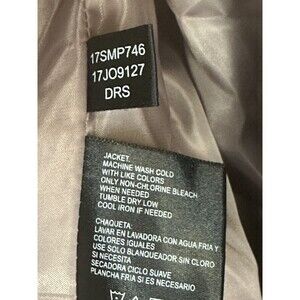 17SMP746
17JO9127
DRS
JACKET.
MACHINE WASH COLD
WITH LIKE COLORS
ONLY NON-CHLORINE BLEACH
WHEN NEEDED
TUMBLE DRY LOW
COOL IRON IF NEEDED
CHAQUETA:
LAVAR EN LAVADORA CON AGUA FRIA Y
COLORES IGUALES
USE SOLO BLANQUEADOR SIN CLORO
SI NECESITA
SECADORA CICLO SUAVE
PLANCHA FRIA SI ES NECESARIO